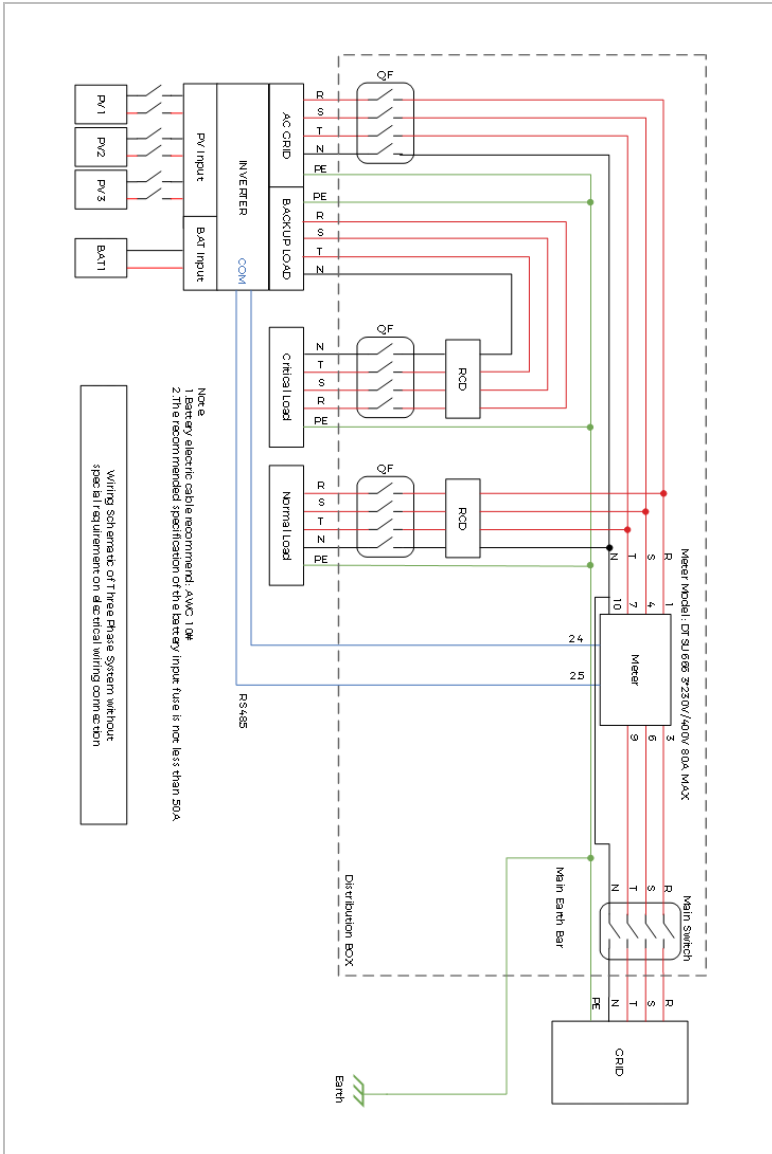 QF
R
S
T
N
PE
PE
R
S
T
N
AC GRID
BACKUP LOAD
INVERTER
COM
PV Input
BAT Input
PV1
PV2
PV3
BAT1
QF
RCD
N
T
S
R
PE
Critical Load
QF
RCD
R
S
T
N
PE
Normal Load
Meter Model: DTSU666 3*230V/400V 80A MAX
R
S
T
N
1
4
7
10
Meter
24
25
3
6
9
RS485
Note
1.Battery electric cable recommend: AWG 10#
2.The recommended specification of the battery input fuse is not less than 50A
Wiring Schematic of Three Phase System without
special requirement on electrical wiring connection
Main Switch
R
S
T
N
Main Earth Bar
Distribution BOX
R
S
T
N
PE
GRID
Earth